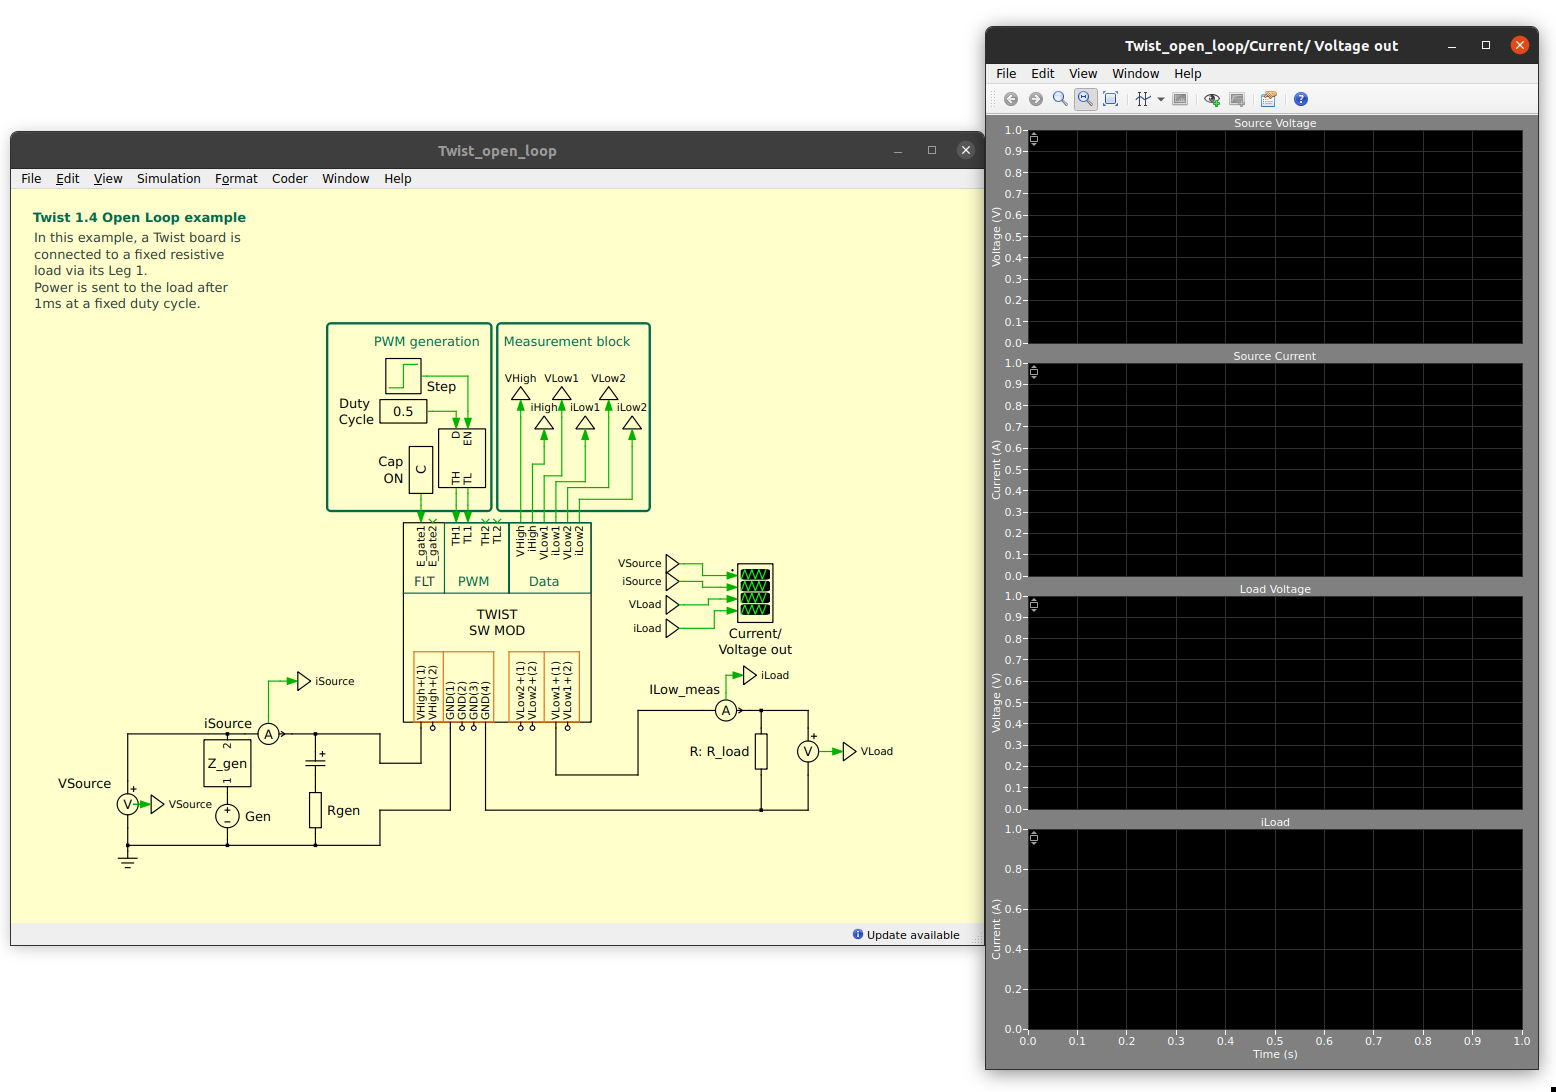 Twist_open_loop
File Edit View Simulation Format Coder Window Help
Twist 1.4 Open Loop example
In this example, a Twist board is
connected to a fixed resistive
load via its Leg 1.
Power is sent to the load after
1ms at a fixed duty cycle.
PWM generation
Step
Duty
Cycle
0.5
D
EN
Cap
ON
C
TH
TL
Measurement block
VHigh VLow1 VLow2
iHigh iLow1 iLow2
E_gate1
E_gate2
TH1
TL1
TH2
TL2
VHigh
iHigh
VLow1
iLow1
VLow2
iLow2
FLT PWM Data
TWIST
SW MOD
VHigh+(1)
VHigh+(2)
GND(1)
GND(2)
GND(3)
GND(4)
VLow2+(1)
VLow2+(2)
VLow1+(1)
VLow1+(2)
VSource
iSource
VLoad
iLoad
Current/
Voltage out
iSource
iSource
A
2
Z_gen
1
VSource
V
+
VSource
+
−
Gen
+
Rgen
ILow_meas
iLoad
A
R: R_load
+
V
VLoad
Update available
Twist_open_loop/Current/ Voltage out
File Edit View Window Help
Source Voltage
Voltage (V)
1.0
0.9
0.8
0.7
0.6
0.5
0.4
0.3
0.2
0.1
0.0
Source Current
Current (A)
1.0
0.9
0.8
0.7
0.6
0.5
0.4
0.3
0.2
0.1
0.0
Load Voltage
Voltage (V)
1.0
0.9
0.8
0.7
0.6
0.5
0.4
0.3
0.2
0.1
0.0
iLoad
Current (A)
1.0
0.8
0.6
0.4
0.2
0.0
0.0 0.1 0.2 0.3 0.4 0.5 0.6 0.7 0.8 0.9 1.0
Time (s)